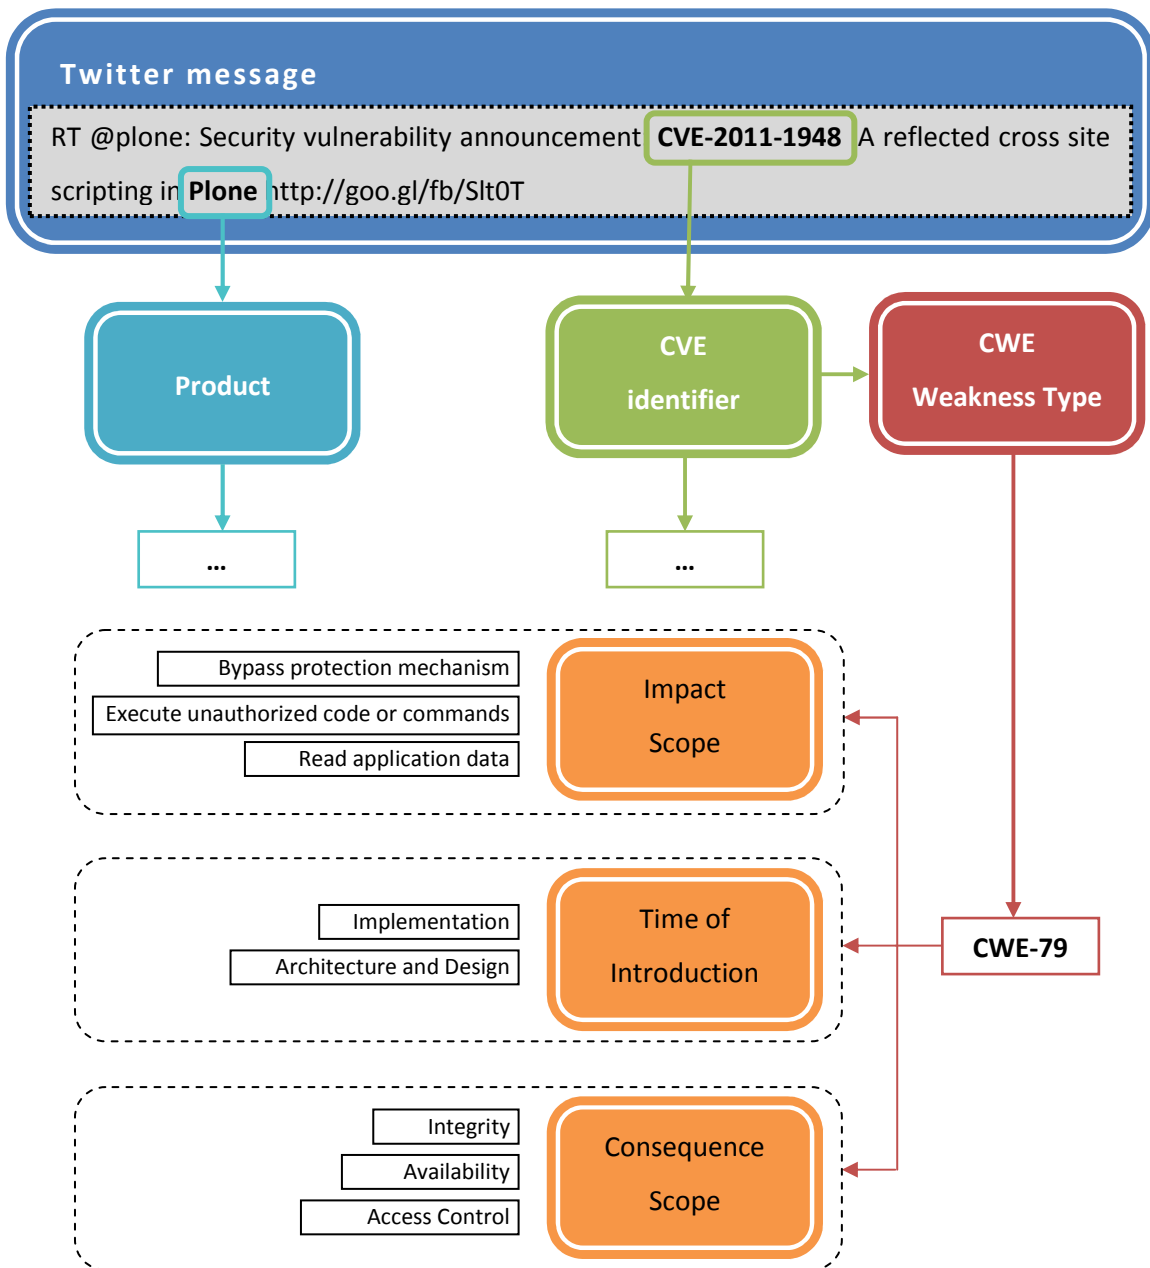 Twitter message
RT @plone: Security vulnerability announcement CVE-2011-1948 A reflected cross site
scripting in Plone http://goo.gl/fb/Slt0T
Product
CVE
identifier
CWE
Weakness Type
...
...
Bypass protection mechanism
Execute unauthorized code or commands
Read application data
Impact
Scope
Implementation
Architecture and Design
Time of
Introduction
CWE-79
Integrity
Availability
Access Control
Consequence
Scope